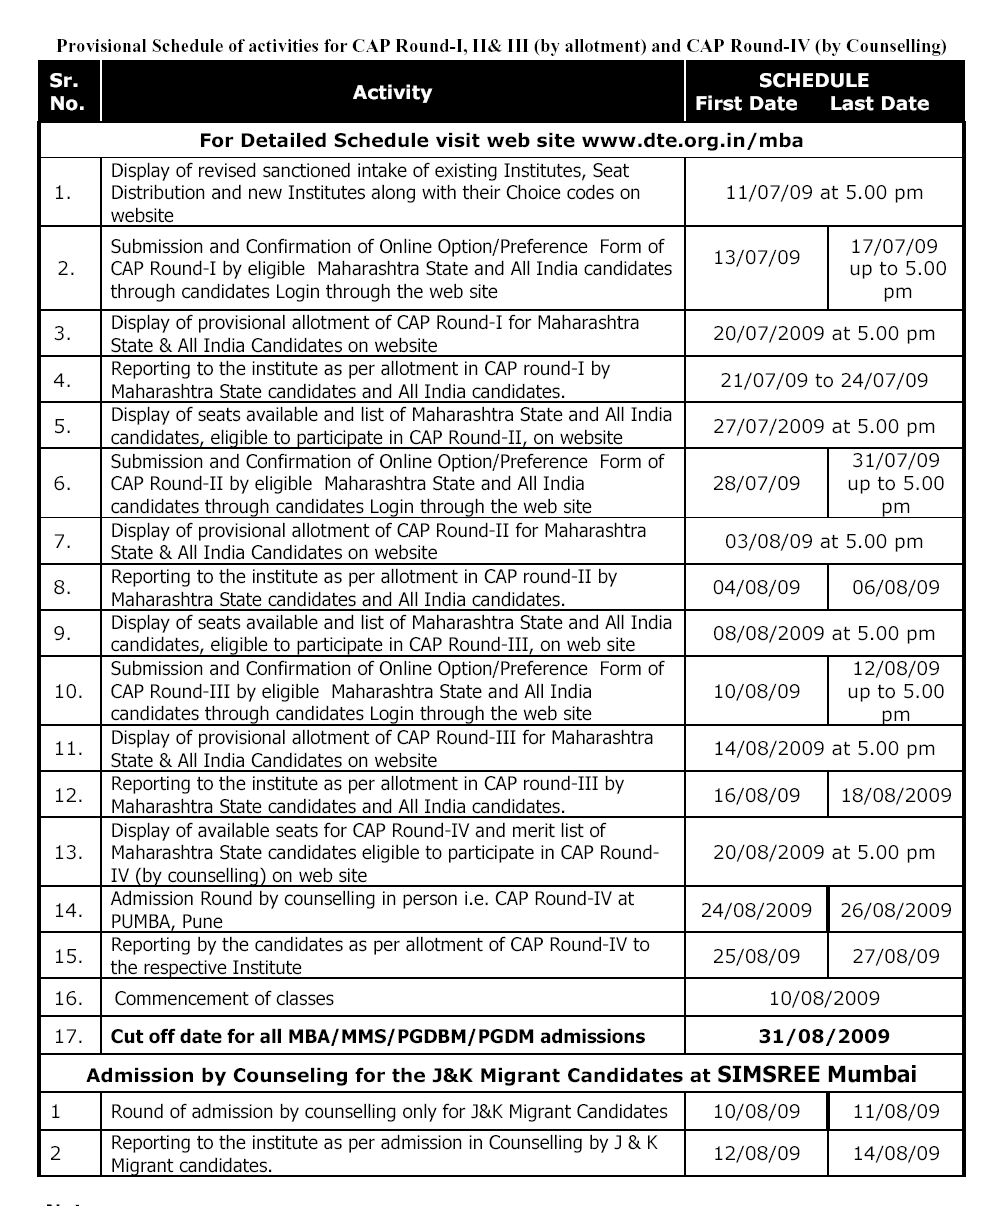 Provisional Schedule of activities for CAP Round-I, II& III (by allotment) and CAP Round-IV (by Counselling)
Sr. No. Activity SCHEDULE
First Date Last Date
For Detailed Schedule visit web site www.dte.org.in/mba
1. Display of revised sanctioned intake of existing Institutes, Seat
Distribution and new Institutes along with their Choice codes on
website
11/07/09 at 5.00 pm
2. Submission and Confirmation of Online Option/Preference Form of
CAP Round-I by eligible Maharashtra State and All India candidates
through candidates Login through the web site
13/07/09
17/07/09
up to 5.00
pm
3. Display of provisional allotment of CAP Round-I for Maharashtra
State & All India Candidates on website
20/07/2009 at 5.00 pm
4. Reporting to the institute as per allotment in CAP round-I by
Maharashtra State candidates and All India candidates.
21/07/09 to 24/07/09
5. Display of seats available and list of Maharashtra State and All India
candidates, eligible to participate in CAP Round-II, on website
27/07/2009 at 5.00 pm
6. Submission and Confirmation of Online Option/Preference Form of
CAP Round-II by eligible Maharashtra State and All India
candidates through candidates Login through the web site
28/07/09
31/07/09
up to 5.00
pm
7. Display of provisional allotment of CAP Round-II for Maharashtra
State & All India Candidates on website
03/08/09 at 5.00 pm
8. Reporting to the institute as per allotment in CAP round-II by
Maharashtra State candidates and All India candidates.
04/08/09 06/08/09
9. Display of seats available and list of Maharashtra State and All India
candidates, eligible to participate in CAP Round-III, on web site
08/08/2009 at 5.00 pm
10. Submission and Confirmation of Online Option/Preference Form of
CAP Round-III by eligible Maharashtra State and All India
candidates through candidates Login through the web site
10/08/09
12/08/09
up to 5.00
pm
11. Display of provisional allotment of CAP Round-III for Maharashtra
State & All India Candidates on website
14/08/2009 at 5.00 pm
12. Reporting to the institute as per allotment in CAP round-III by
Maharashtra State candidates and All India candidates.
16/08/09 18/08/2009
13. Display of available seats for CAP Round-IV and merit list of
Maharashtra State candidates eligible to participate in CAP Round-
IV (by counselling) on web site
20/08/2009 at 5.00 pm
14. Admission Round by counselling in person i.e. CAP Round-IV at
PUMBA, Pune
24/08/2009 26/08/2009
15. Reporting by the candidates as per allotment of CAP Round-IV to
the respective Institute
25/08/09 27/08/09
16. Commencement of classes 10/08/2009
17. Cut off date for all MBA/MMS/PGDBM/PGDM admissions 31/08/2009
Admission by Counseling for the J&K Migrant Candidates at SIMSREE Mumbai
1 Round of admission by counselling only for J&K Migrant Candidates 10/08/09 11/08/09
2 Reporting to the institute as per admission in Counselling by J & K
Migrant candidates.
12/08/09 14/08/09